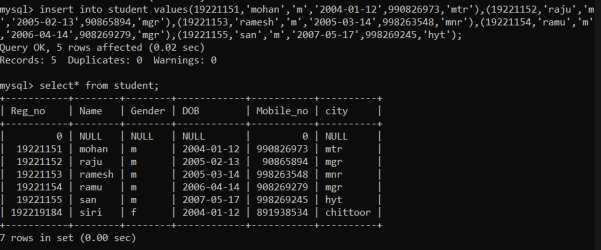 mysql> insert into student values(19221151,'mohan','m','2004-01-12',990826973,'mtr'),(19221152,'raju','m
','2005-02-13',90865894,'mgr'),(19221153,'ramesh','m','2005-03-14',998263548,'mnr'),(19221154,'ramu','m
','2006-04-14',908269279,'mgr'),(19221155,'san','m','2007-05-17',998269245,'hyt');
Query OK, 5 rows affected (0.02 sec)
Records: 5  Duplicates: 0  Warnings: 0
mysql> select* from student;
+-----------+--------+--------+------------+-----------+----------+
| Reg_no    | Name   | Gender | DOB        | Mobile_no | city     |
+-----------+--------+--------+------------+-----------+----------+
|         0 | NULL   | NULL   | NULL       |         0 | NULL     |
|  19221151 | mohan  | m      | 2004-01-12 | 990826973 | mtr      |
|  19221152 | raju   | m      | 2005-02-13 |  90865894 | mgr      |
|  19221153 | ramesh | m      | 2005-03-14 | 998263548 | mnr      |
|  19221154 | ramu   | m      | 2006-04-14 | 908269279 | mgr      |
|  19221155 | san    | m      | 2007-05-17 | 998269245 | hyt      |
| 192219184 | siri   | f      | 2004-01-12 | 891938534 | chittoor |
+-----------+--------+--------+------------+-----------+----------+
7 rows in set (0.00 sec)